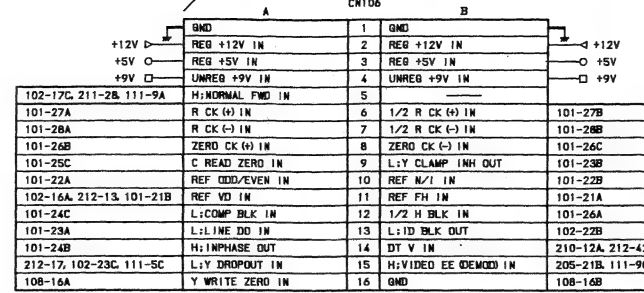 CN106
A B
GND 1 GND
+12V REG +12V IN 2 REG +12V IN +12V
+5V REG +5V IN 3 REG +5V IN +5V
+9V UNREG +9V IN 4 UNREG +9V IN +9V
102-17C, 211-28, 111-9A H:NORMAL FWD IN 5
101-27A R CK (+) IN 6 1/2 R CK (+) IN 101-27B
101-28A R CK (-) IN 7 1/2 R CK (-) IN 101-28B
101-26B ZERO CK (+) IN 8 ZERO CK (-) IN 101-26C
101-25C C READ ZERO IN 9 L:Y CLAMP INH OUT 101-23B
101-22A REF ODD/EVEN IN 10 REF N/I IN 101-22B
102-16A, 212-13, 101-21B REF VD IN 11 REF FH IN 101-21A
101-24C L:COMP BLK IN 12 1/2 H BLK IN 101-26A
101-23A L:LINE DO IN 13 L:ID BLK OUT 102-22B
101-24B H:INPHASE OUT 14 DT V IN 210-12A, 212-4
212-17, 102-23C, 111-5C L:Y DROPOUT IN 15 H:VIDEO EE (DEMOD) IN 205-21B, 111-9
108-16A Y WRITE ZERO IN 16 GND 108-16B